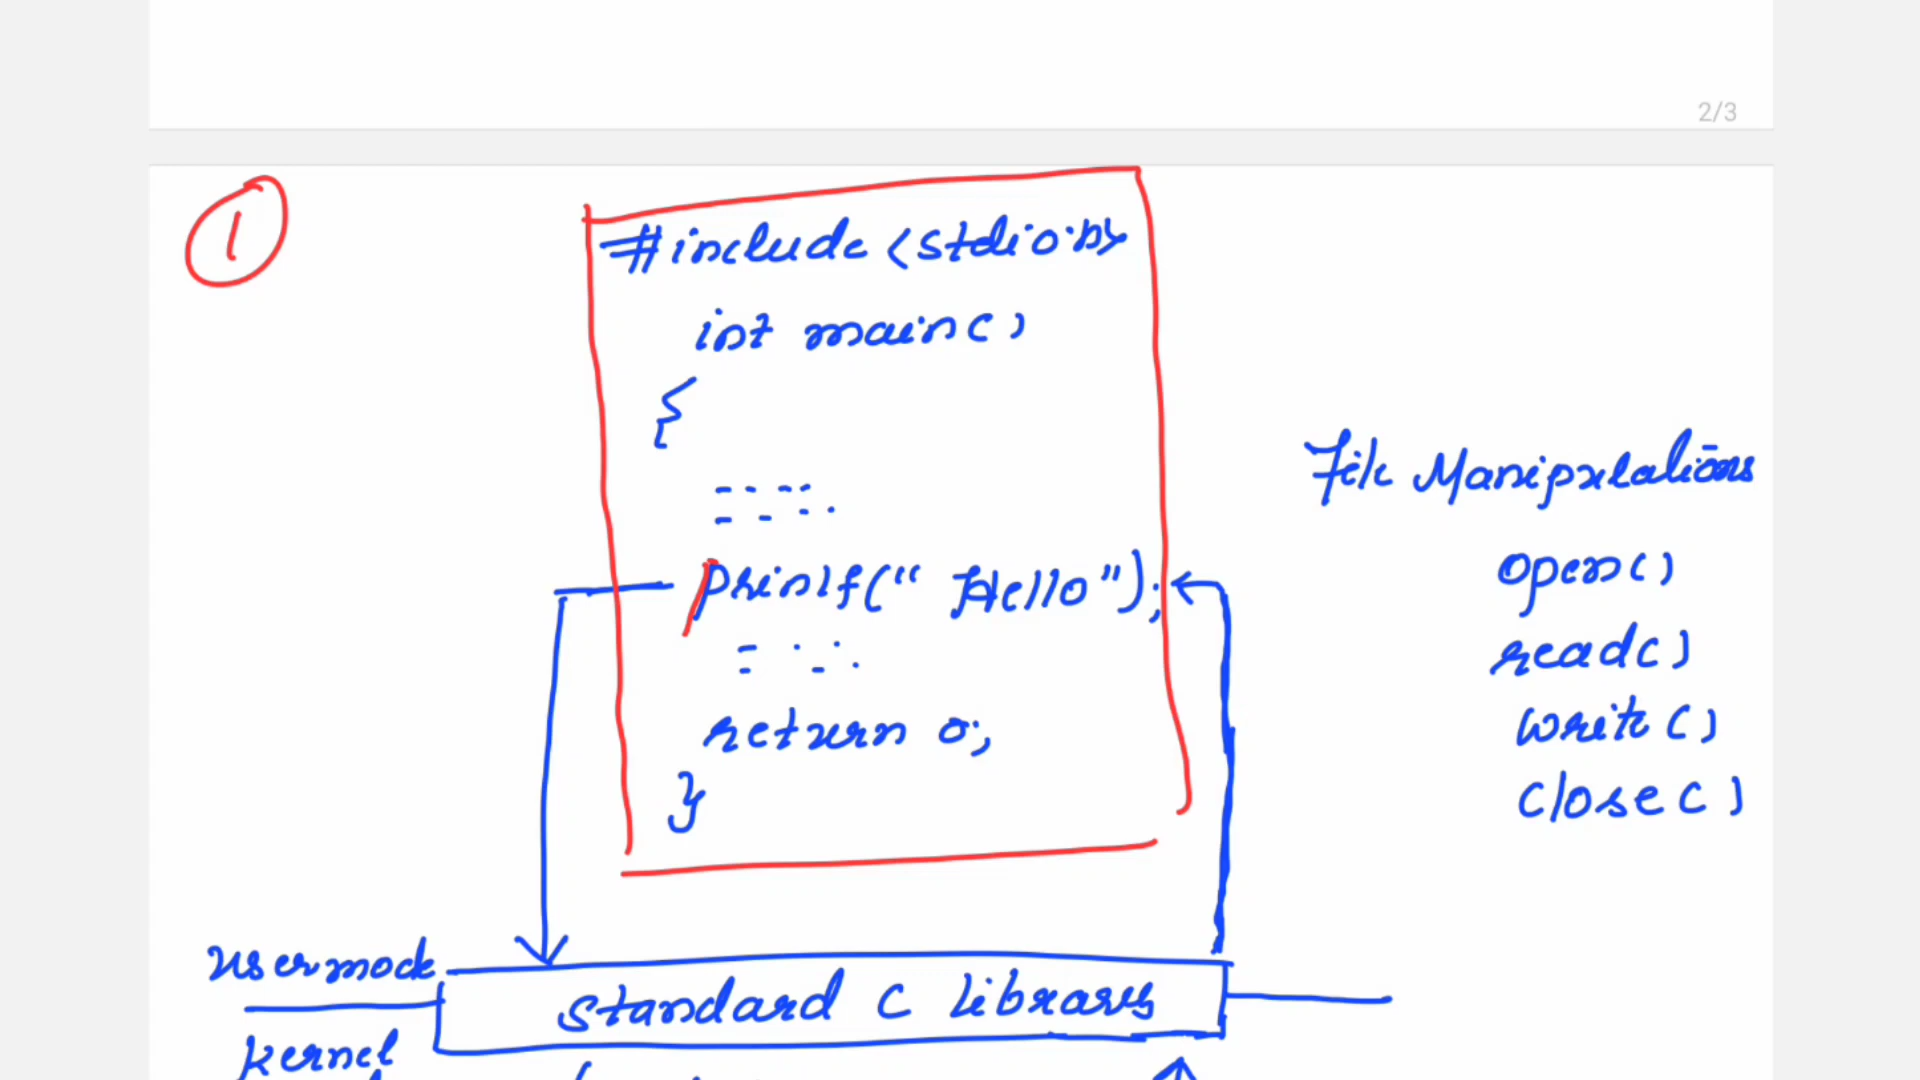 2/3
1
#include <stdio.h>
int main()
{
printf("Hello");
return 0;
}
File Manipulations
open()
read()
write()
close()
usermode
standard C library
kernel